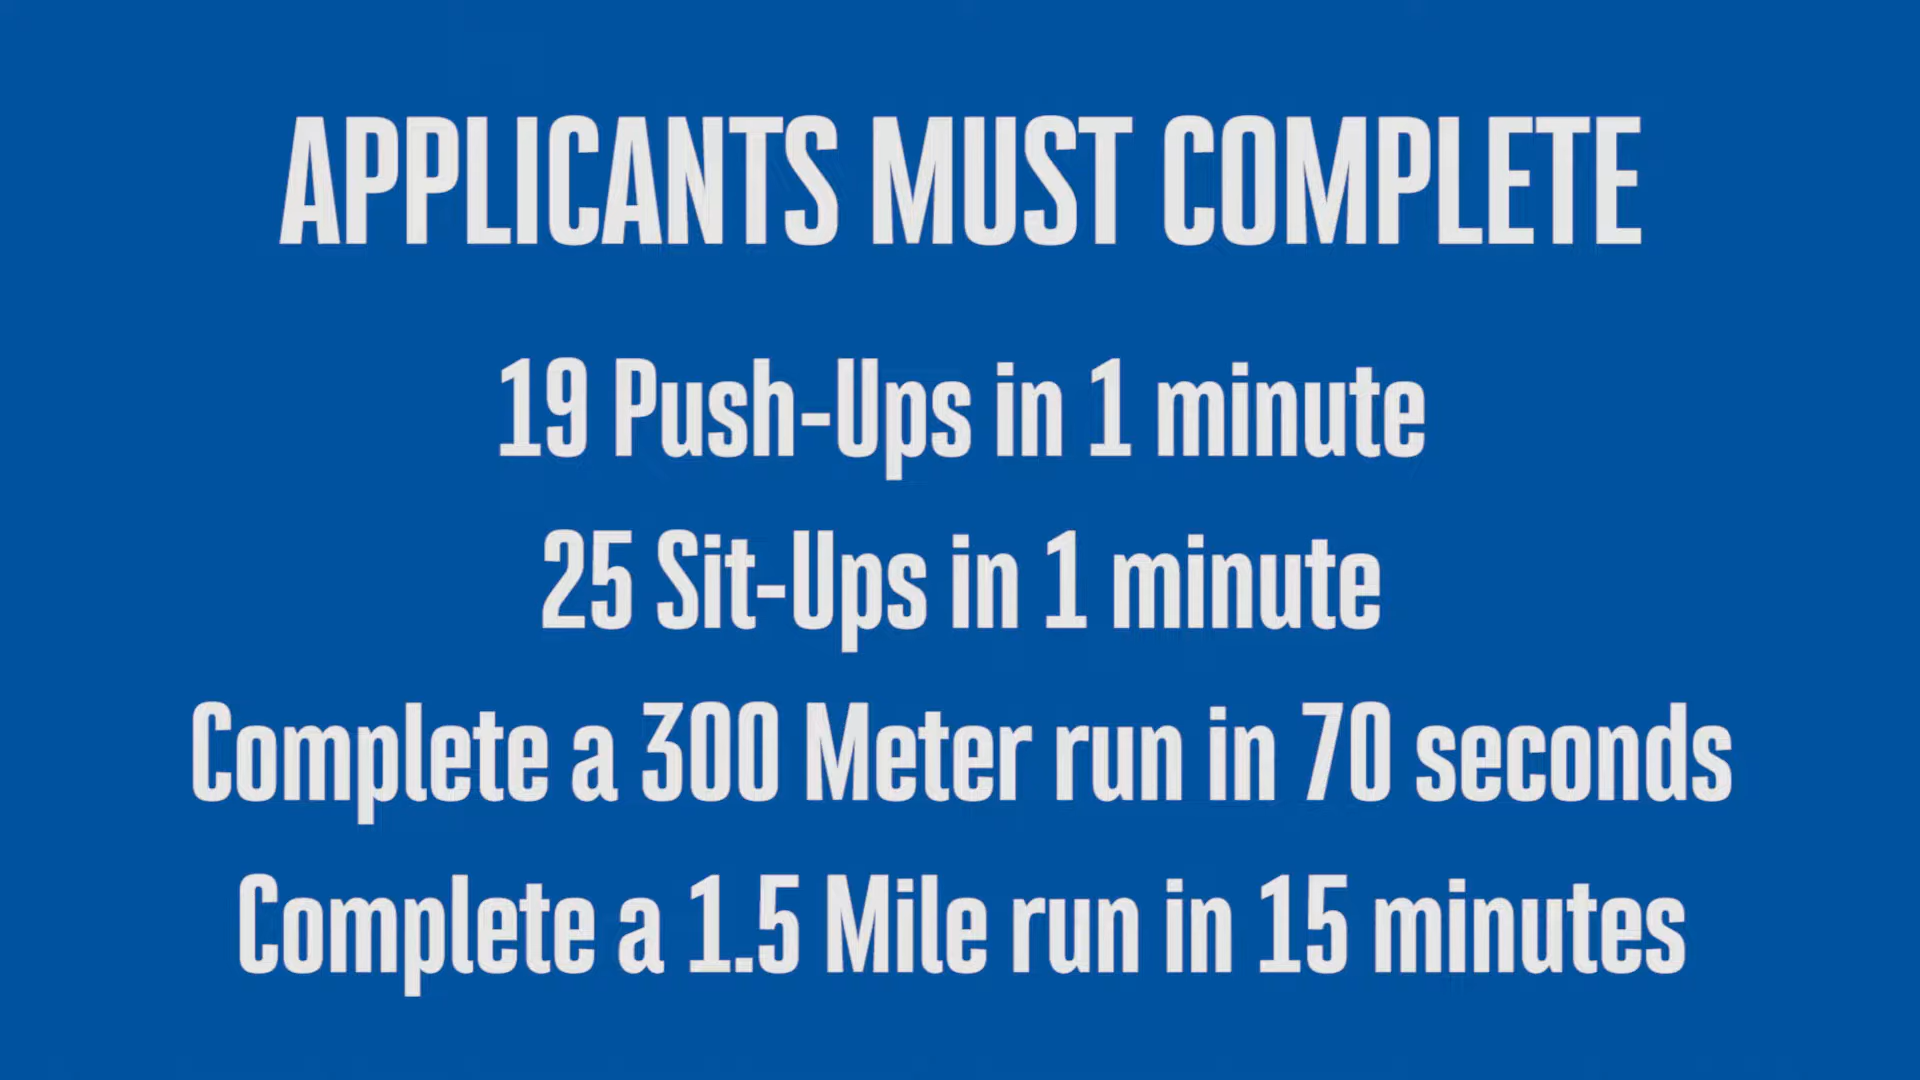 APPLICANTS MUST COMPLETE
19 Push-Ups in 1 minute
25 Sit-Ups in 1 minute
Complete a 300 Meter run in 70 seconds
Complete a 1.5 Mile run in 15 minutes